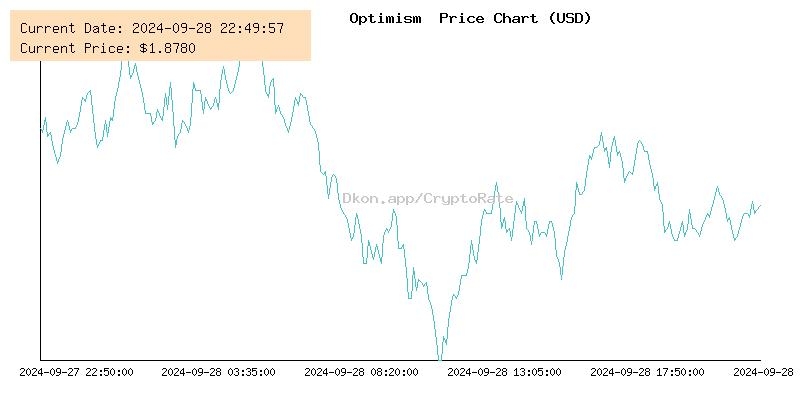 Optimism Price Chart (USD)
Current Date: 2024-09-28 22:49:57
Current Price: $1.8780
Dkon.app/CryptoRate
2024-09-27 22:50:00 2024-09-28 03:35:00 2024-09-28 08:20:00 2024-09-28 13:05:00 2024-09-28 17:50:00 2024-09-28